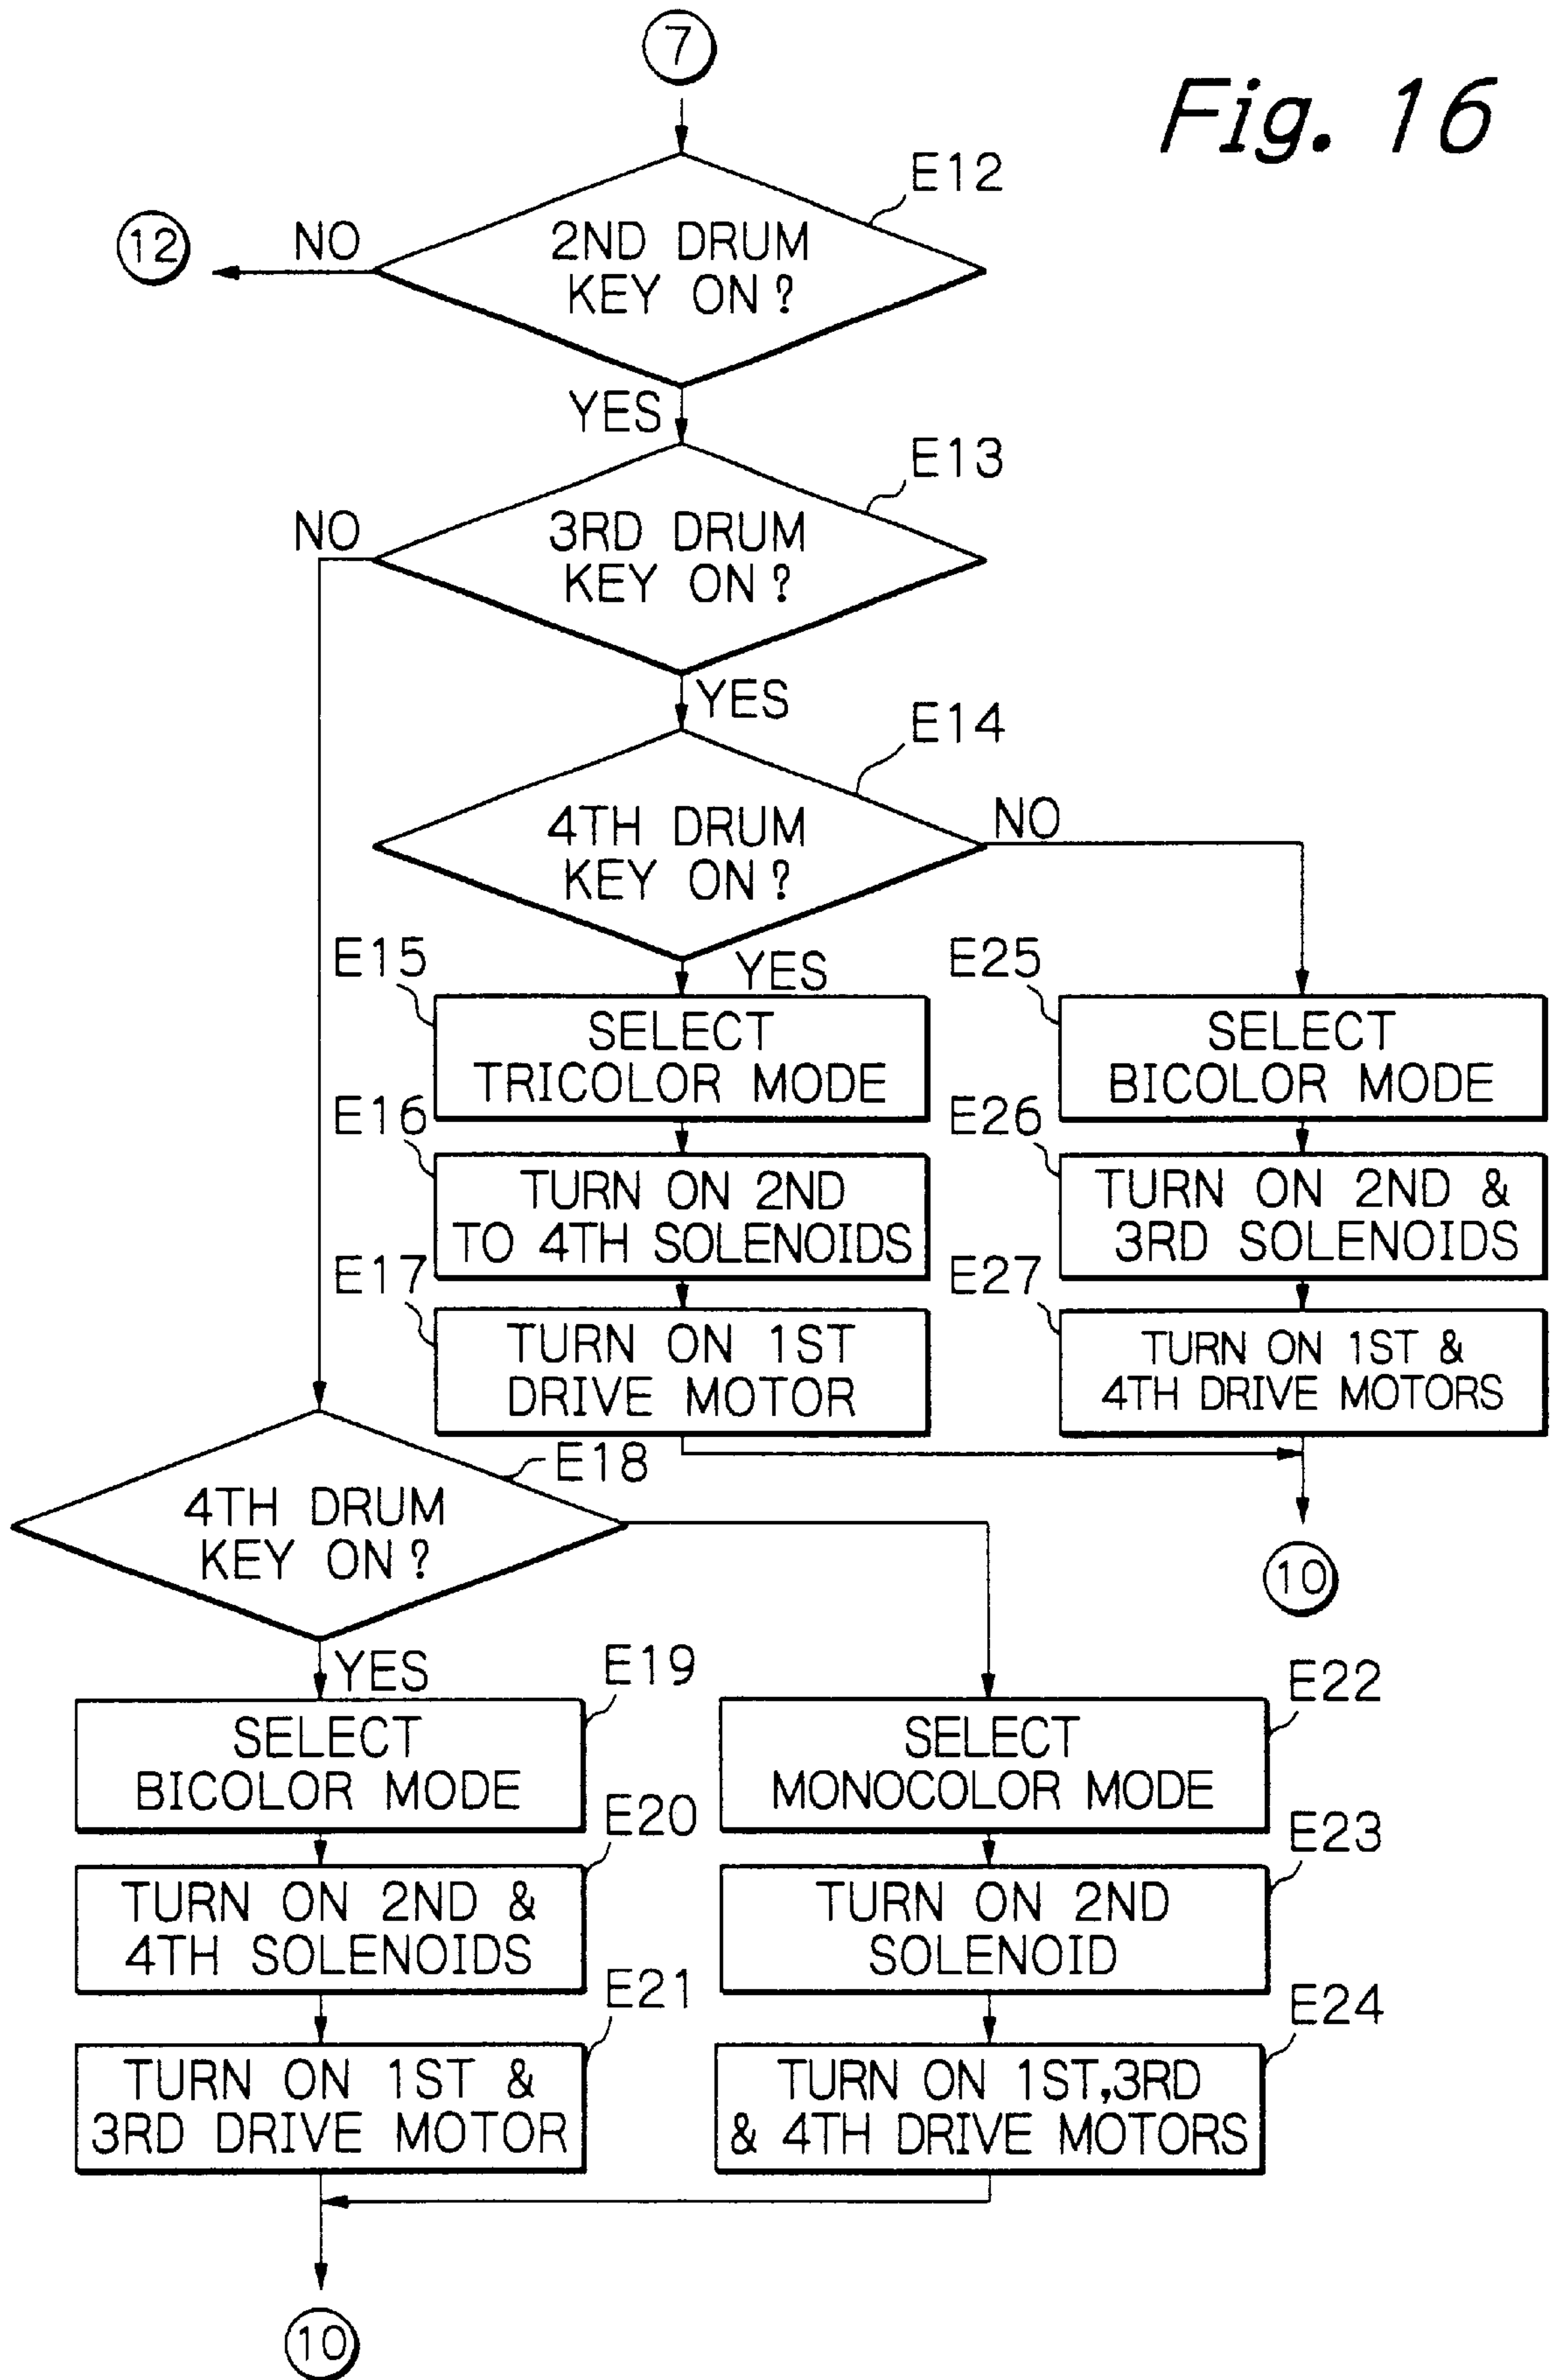 7
Fig. 16
E12
12
NO
2ND DRUM
KEY ON?
YES
E13
NO
3RD DRUM
KEY ON?
YES
E14
4TH DRUM
KEY ON?
NO
YES
E15
SELECT
TRICOLOR MODE
E25
SELECT
BICOLOR MODE
E16
TURN ON 2ND
TO 4TH SOLENOIDS
E26
TURN ON 2ND &
3RD SOLENOIDS
E17
TURN ON 1ST
DRIVE MOTOR
E27
TURN ON 1ST &
4TH DRIVE MOTORS
10
E18
4TH DRUM
KEY ON?
YES
E19
SELECT
BICOLOR MODE
E22
SELECT
MONOCOLOR MODE
E20
TURN ON 2ND &
4TH SOLENOIDS
E23
TURN ON 2ND
SOLENOID
E21
TURN ON 1ST &
3RD DRIVE MOTOR
E24
TURN ON 1ST,3RD
& 4TH DRIVE MOTORS
10